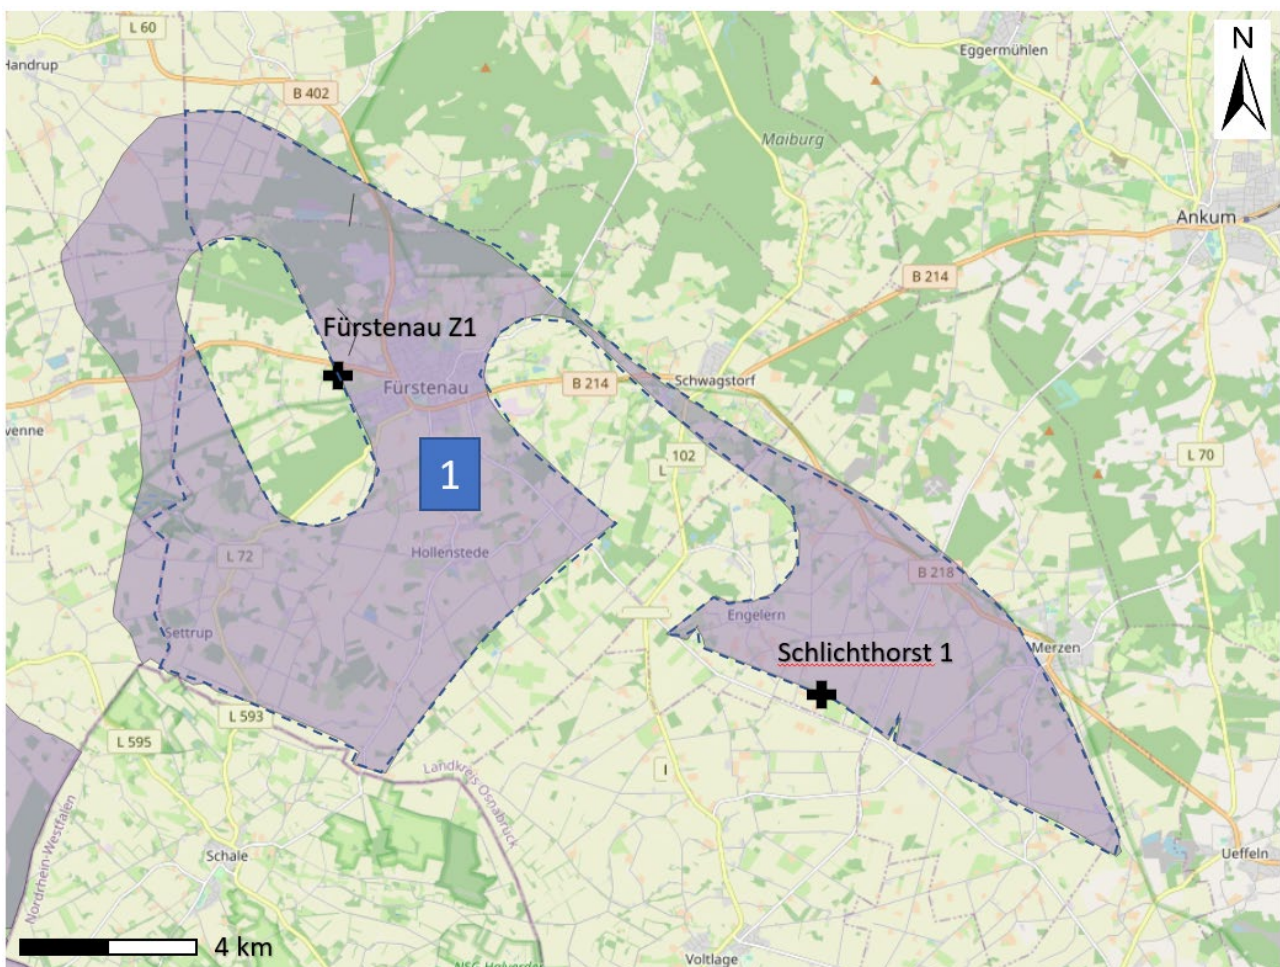 L 60
Handrup
B 402
Eggermühlen
N
Maiburg
Ankum
B 214
Fürstenau Z1
Fürstenau
B 214
Schwagstorf
venne
1
L
102
L 70
L 72
Hollenstede
B 218
Engelern
Settrup
Schlichthorst 1
Merzen
L 593
L 595
Landkreis Osnabrück
Nordrhein-Westfalen
Schale
Ueffeln
4 km
Voltlage